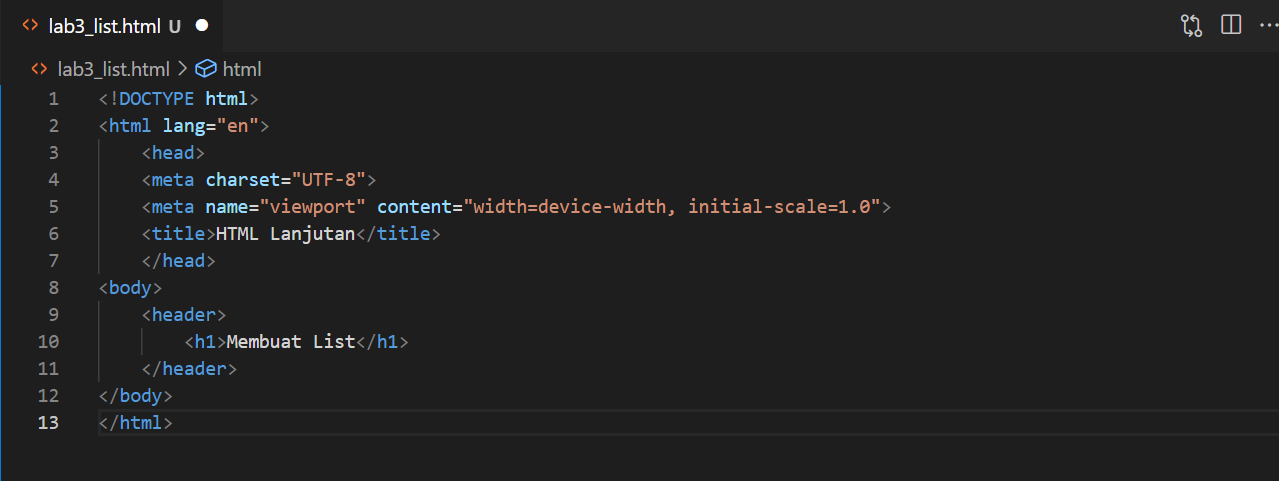 lab3_list.html U
lab3_list.html > html
1 <!DOCTYPE html>
2 <html lang="en">
3     <head>
4     <meta charset="UTF-8">
5     <meta name="viewport" content="width=device-width, initial-scale=1.0">
6     <title>HTML Lanjutan</title>
7     </head>
8 <body>
9     <header>
10         <h1>Membuat List</h1>
11     </header>
12 </body>
13 </html>